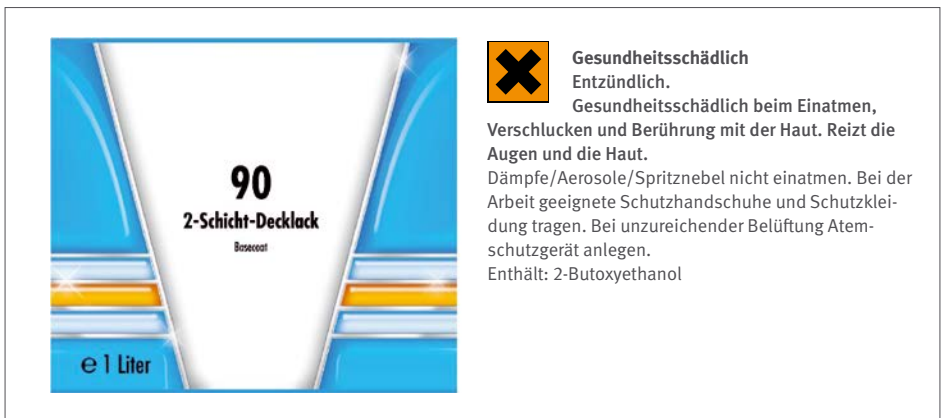 90
2-Schicht-Decklack
Basecoat
e 1 Liter
Gesundheitsschädlich
Entzündlich.
Gesundheitsschädlich beim Einatmen,
Verschlucken und Berührung mit der Haut. Reizt die
Augen und die Haut.
Dämpfe/Aerosole/Spritznebel nicht einatmen. Bei der
Arbeit geeignete Schutzhandschuhe und Schutzklei-
dung tragen. Bei unzureichender Belüftung Atem-
schutzgerät anlegen.
Enthält: 2-Butoxyethanol